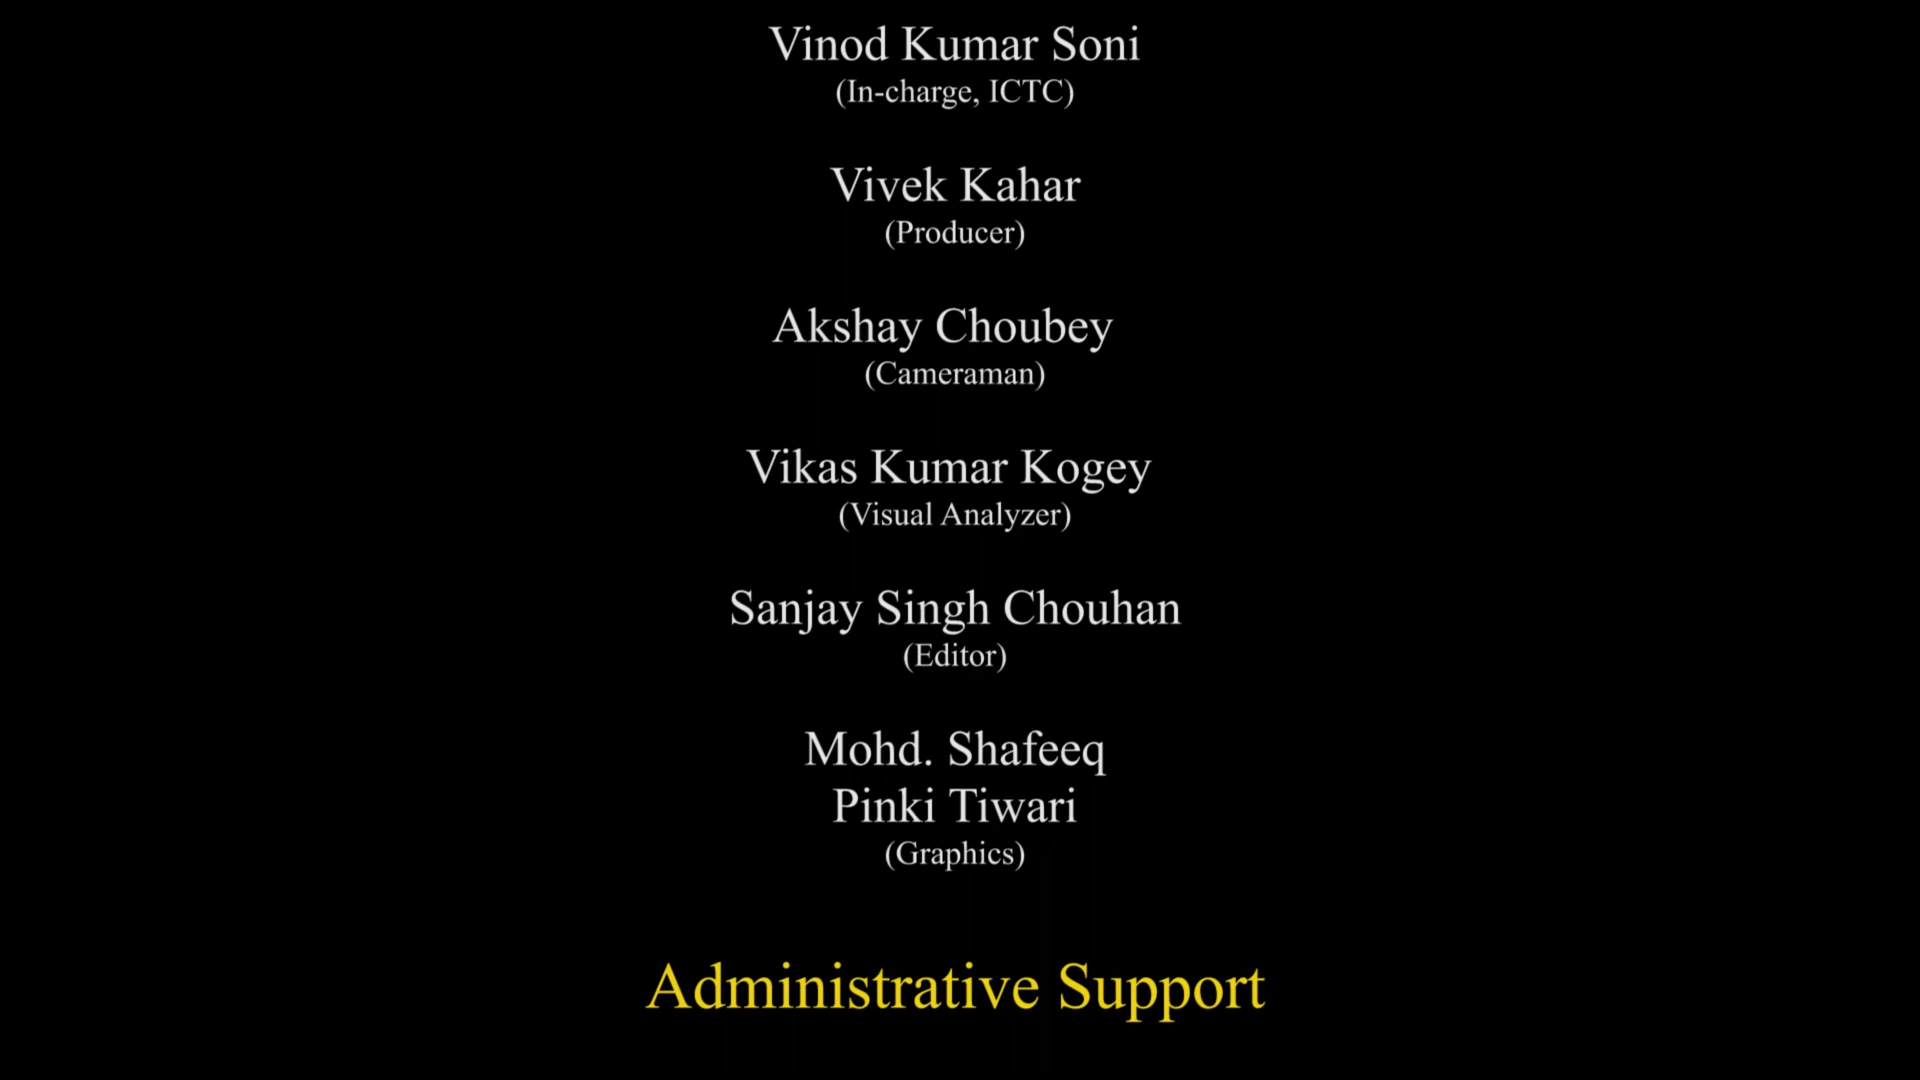 Vinod Kumar Soni
(In-charge, ICTC)
Vivek Kahar
(Producer)
Akshay Choubey
(Cameraman)
Vikas Kumar Kogey
(Visual Analyzer)
Sanjay Singh Chouhan
(Editor)
Mohd. Shafeeq
Pinki Tiwari
(Graphics)
Administrative Support